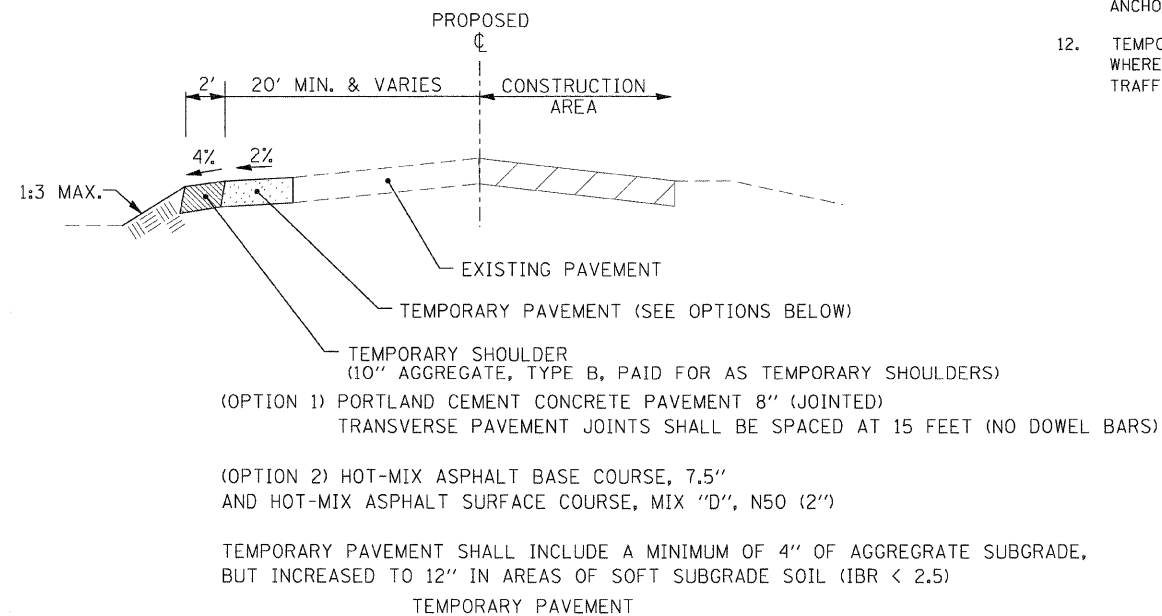 ANCHO
12. TEMPO
WHERE
TRAFF
PROPOSED
℄
2' 20' MIN. & VARIES CONSTRUCTION
AREA
4% 2%
1:3 MAX.
EXISTING PAVEMENT
TEMPORARY PAVEMENT (SEE OPTIONS BELOW)
TEMPORARY SHOULDER
(10" AGGREGATE, TYPE B, PAID FOR AS TEMPORARY SHOULDERS)
(OPTION 1) PORTLAND CEMENT CONCRETE PAVEMENT 8" (JOINTED)
TRANSVERSE PAVEMENT JOINTS SHALL BE SPACED AT 15 FEET (NO DOWEL BARS)
(OPTION 2) HOT-MIX ASPHALT BASE COURSE, 7.5"
AND HOT-MIX ASPHALT SURFACE COURSE, MIX "D", N50 (2")
TEMPORARY PAVEMENT SHALL INCLUDE A MINIMUM OF 4" OF AGGREGRATE SUBGRADE,
BUT INCREASED TO 12" IN AREAS OF SOFT SUBGRADE SOIL (IBR < 2.5)
TEMPORARY PAVEMENT